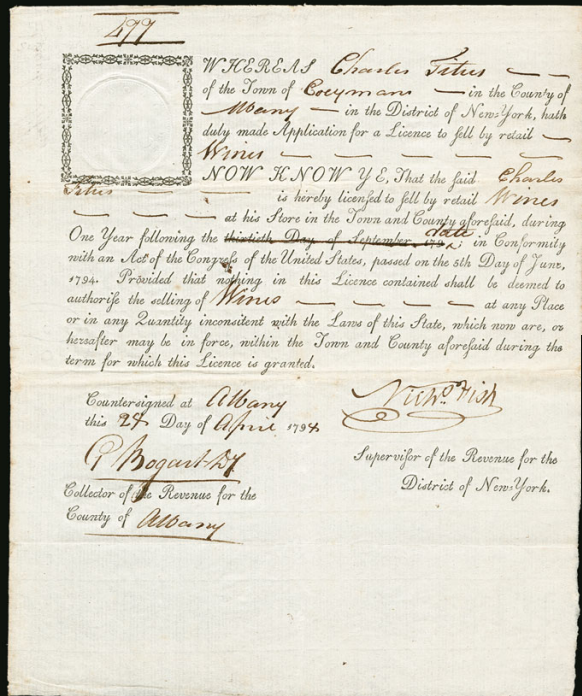 499
WHEREAS Charles Titus
of the Town of Coeymans in the County of
Albany in the District of New-York, hath
duly made Application for a Licence to ſell by retail
Wines
NOW KNOW YE, That the ſaid Charles
Titus is hereby licenſed to ſell by retail Wines
at his Store in the Town and County aforeſaid, during
date
One Year following the thirtieth Day of September, 179 ; in Conformity
with an Act of the Congreſs of the United States, paſſed on the 5th Day of June,
1794. Provided that nothing in this Licence contained shall be deemed to
authoriſe the selling of Wines at any Place
or in any Quantity inconsitent with the Laws of this State, which now are, or
hereafter may be in force, within the Town and County aforeſaid during the
term for which this Licence is granted.
Countersigned at Albany
this Day of April
Nichs Fish
G Bogart
Superviſor of the Revenue for the
District of New-York.
Collector of the Revenue for the
County of Albany